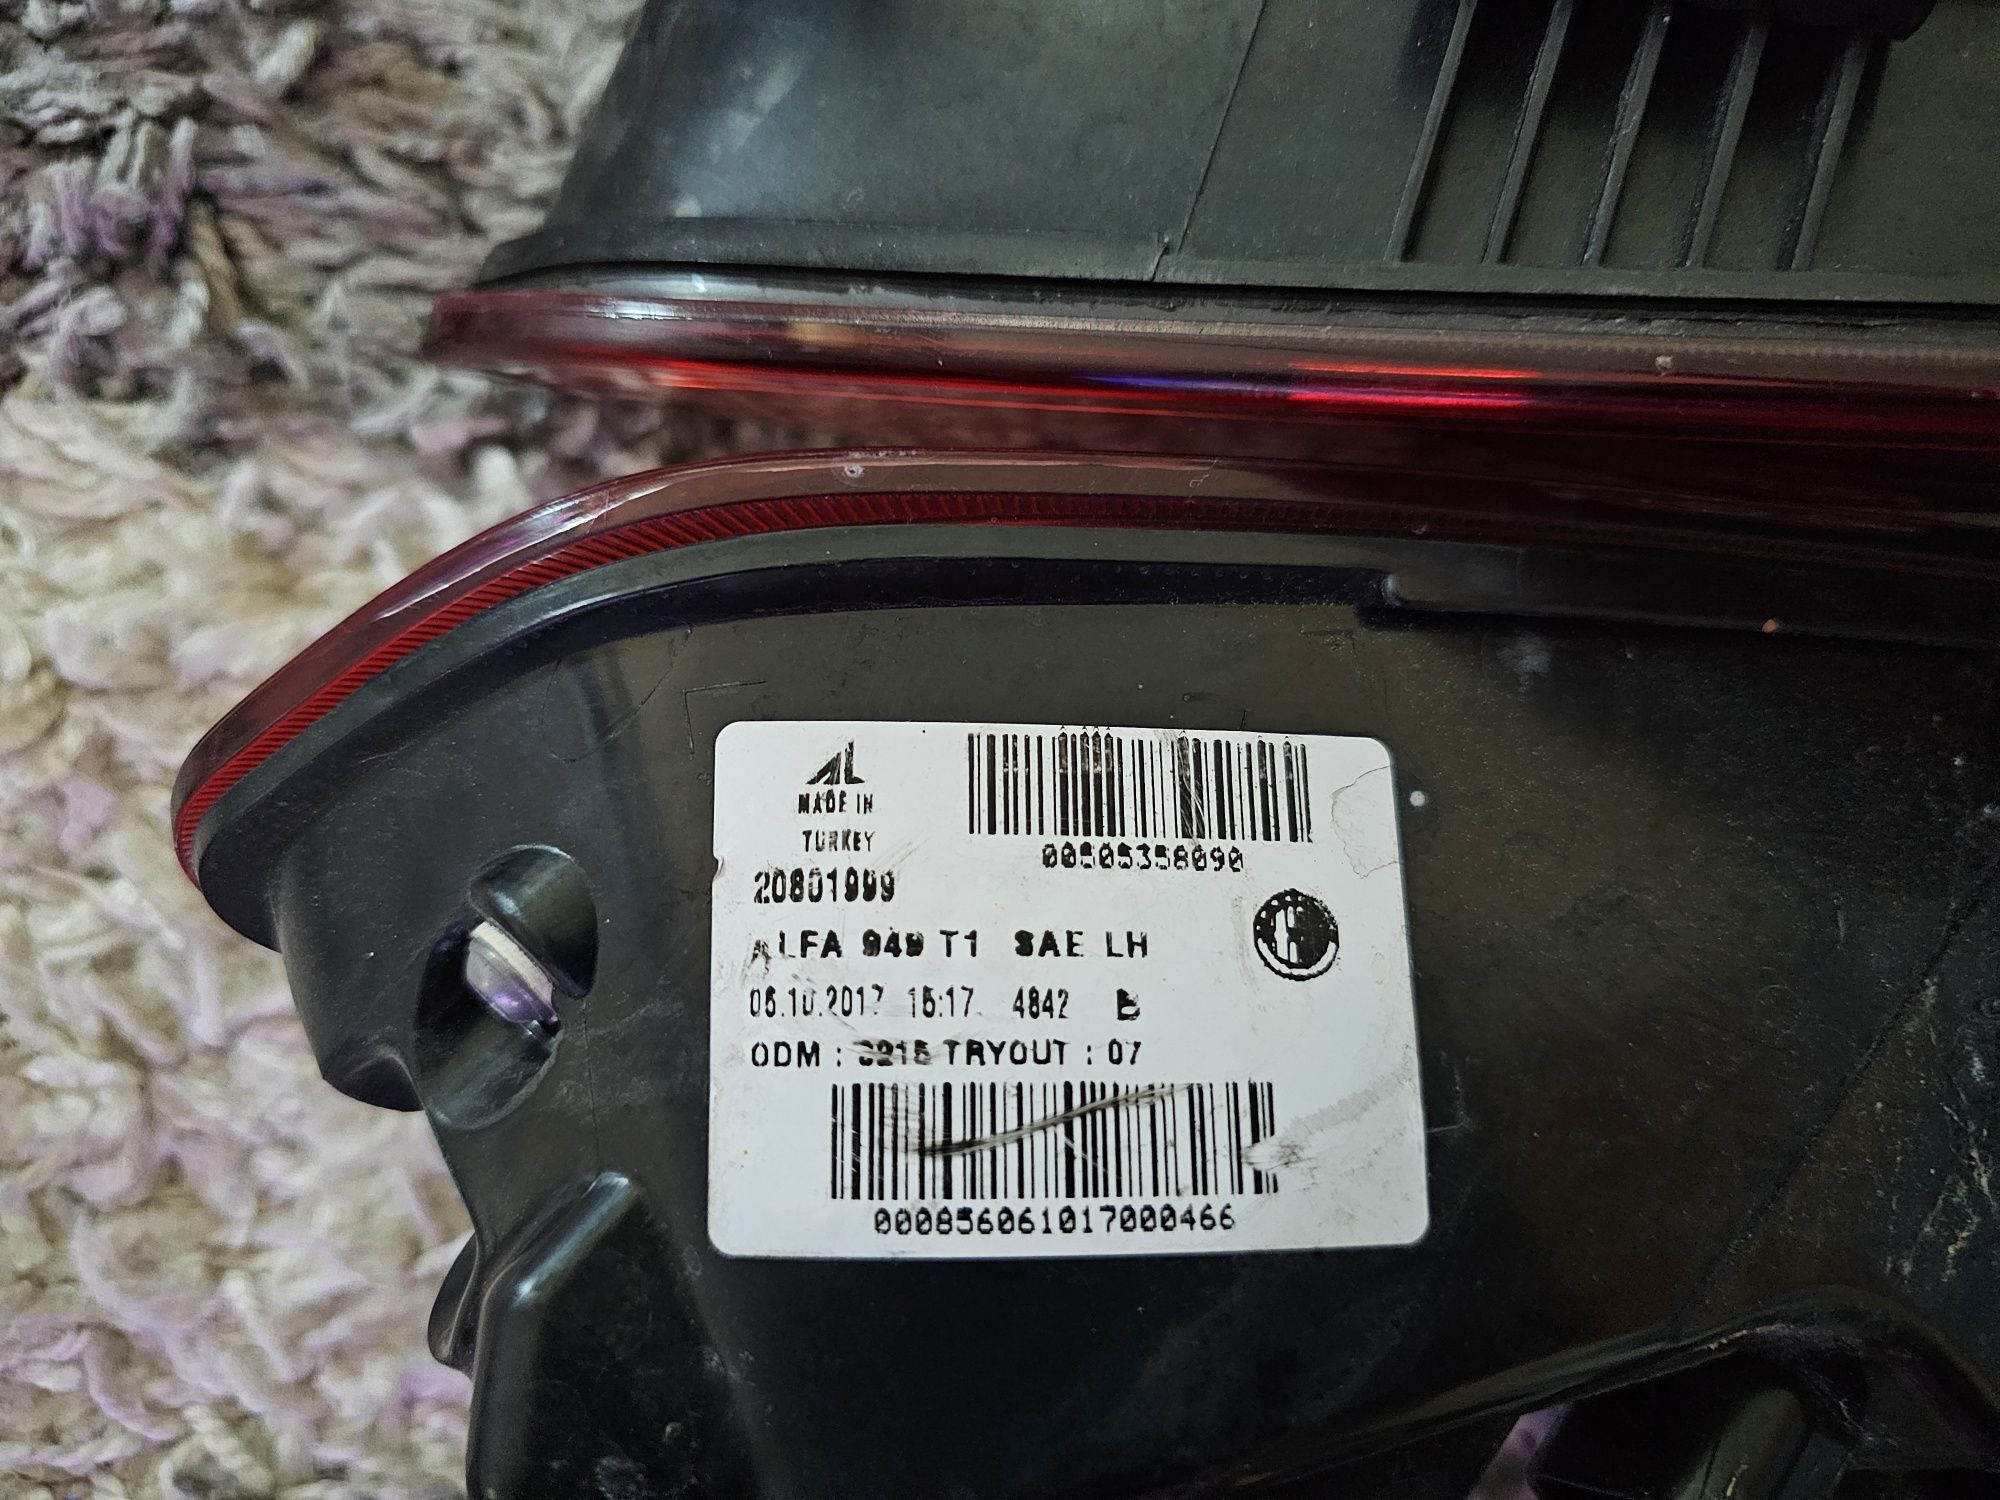 AL
MADE IN
TURKEY
00505358090
20801999
ALFA 949 T1 SAE LH
06.10.2017 15:17 4842 B
ODM : TRYOUT : 07
000856061017000466